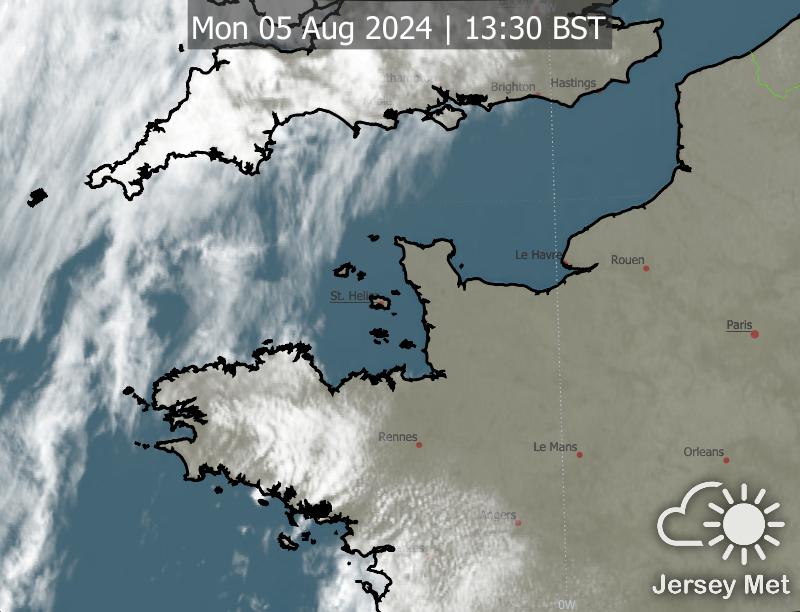 Mon 05 Aug 2024 | 13:30 BST
Brighton
Hastings
Le Havre
Rouen
St. Helier
Paris
Rennes
Le Mans
Orleans
Angers
Jersey Met
0W